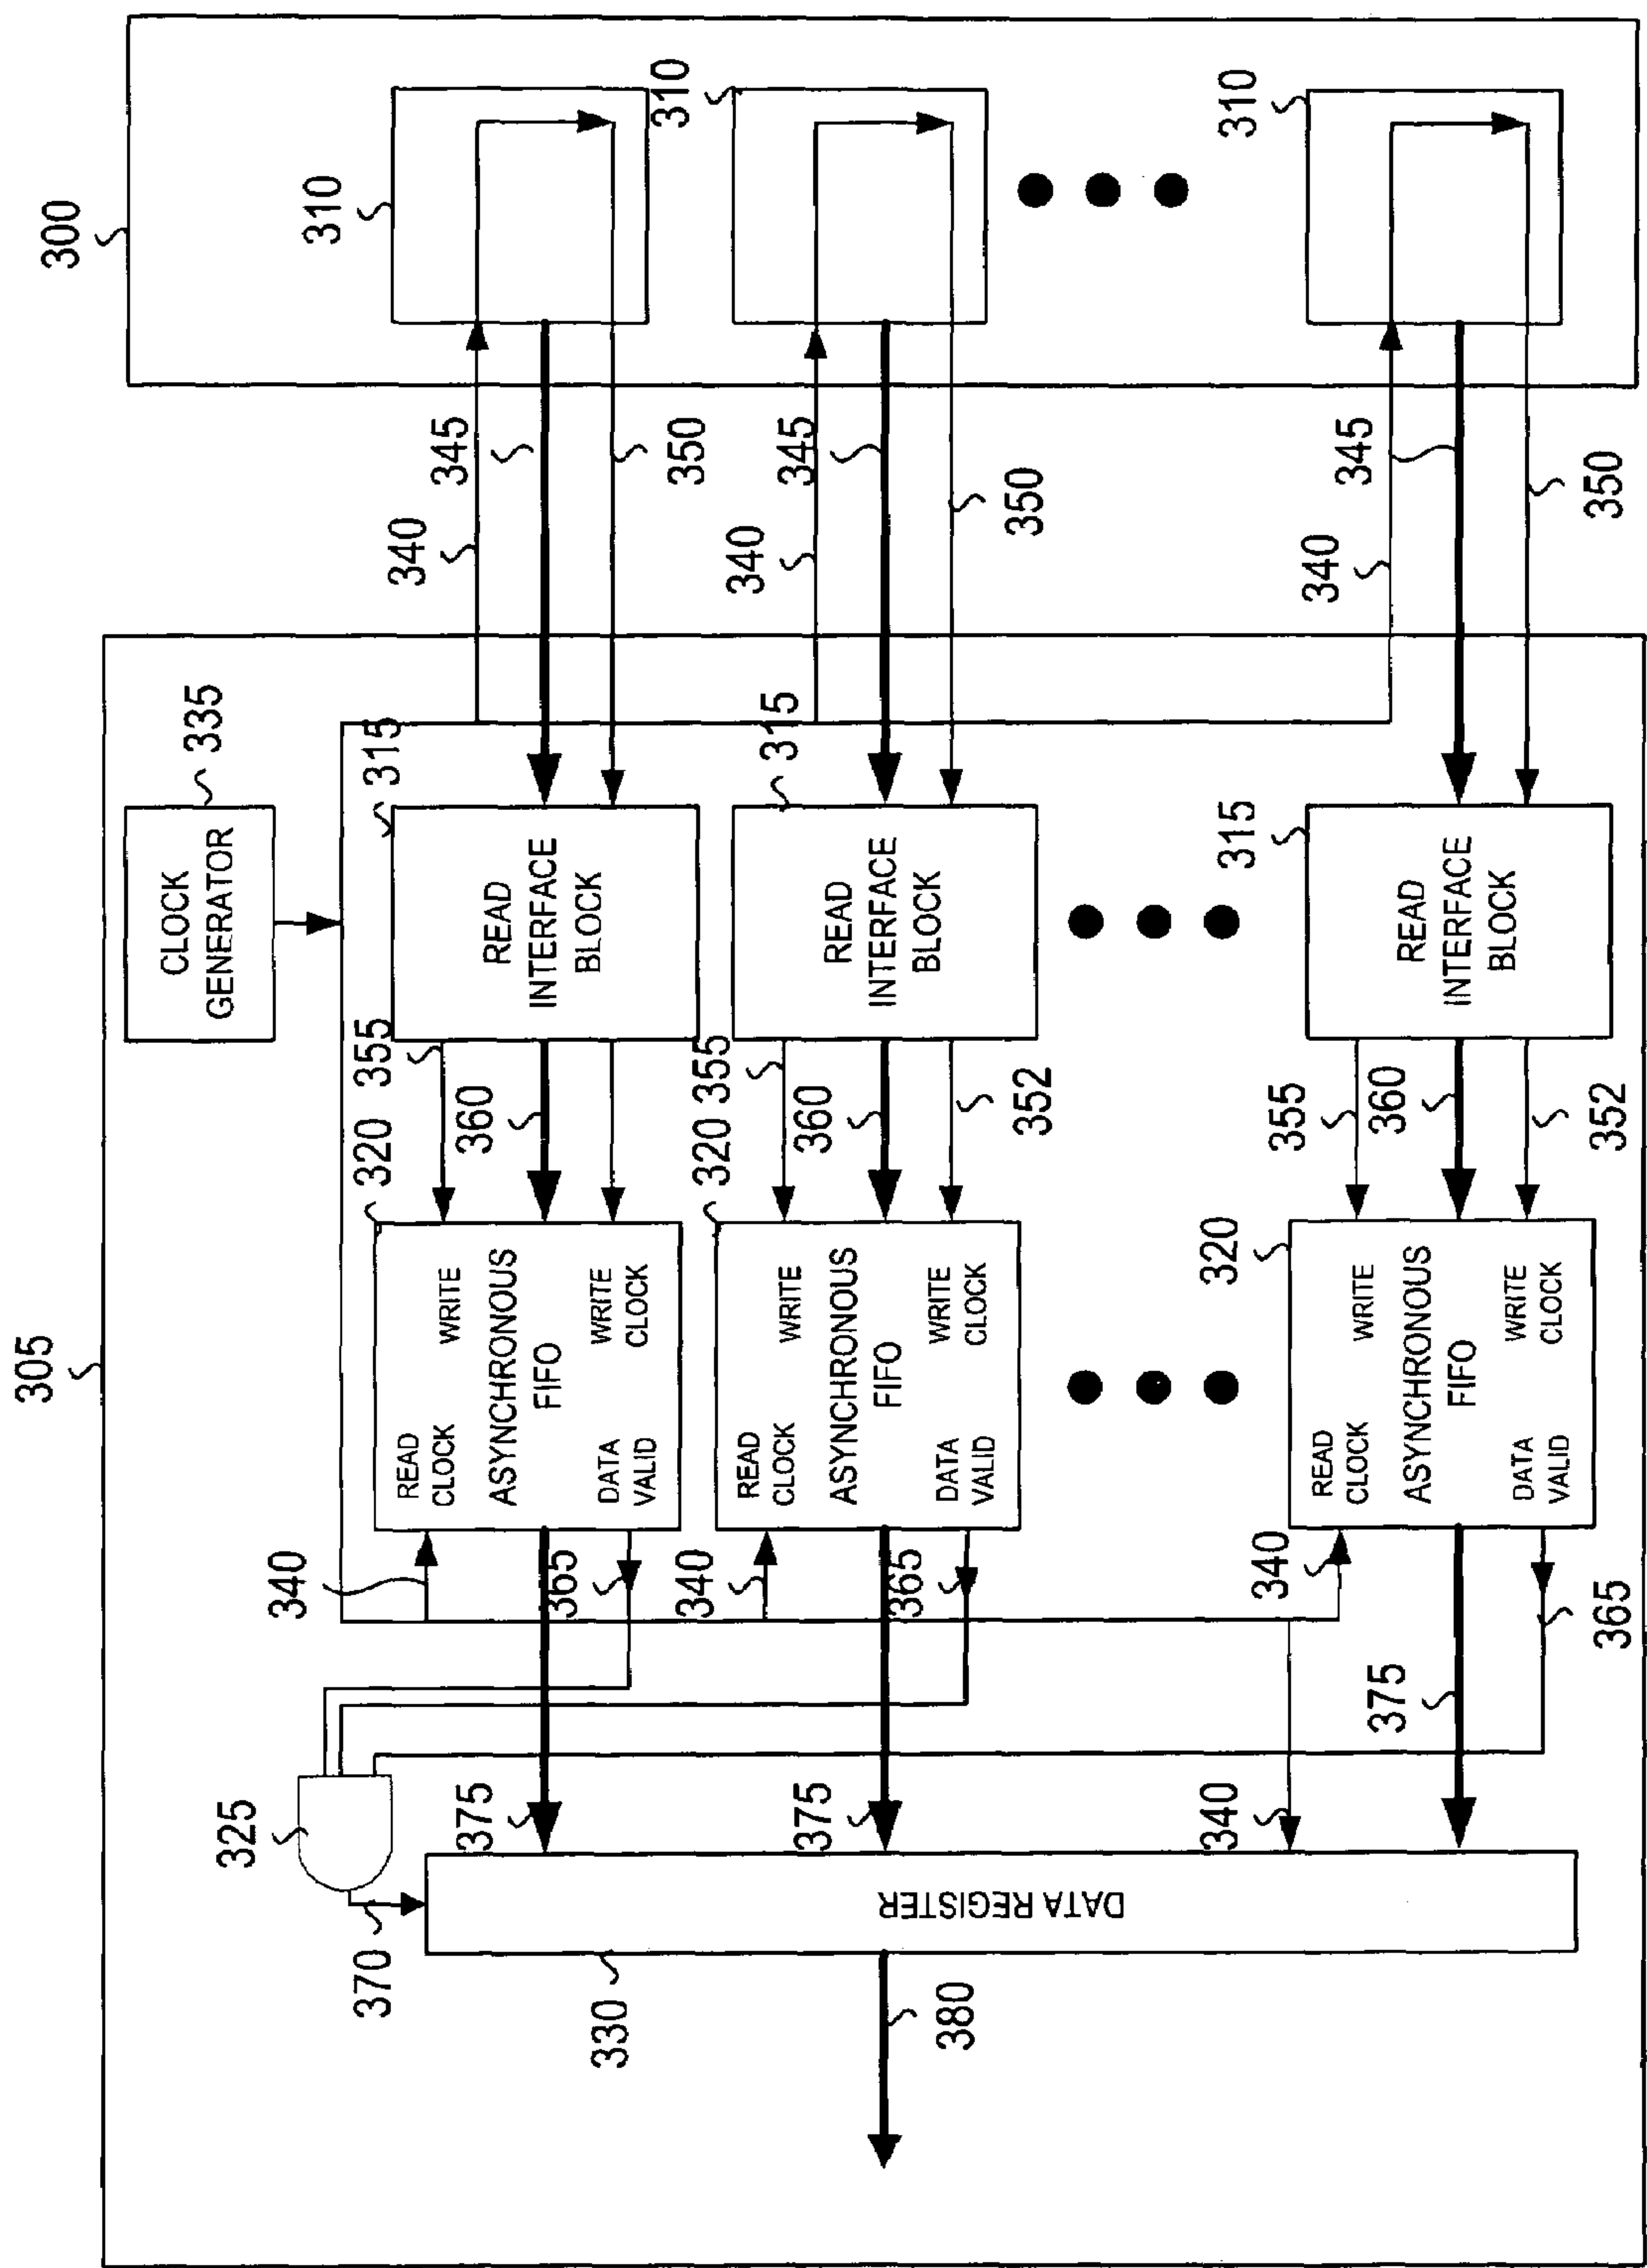 300
310
310
310
345
350
340
345
350
340
345
350
340
305
335
CLOCK
GENERATOR
315
READ
INTERFACE
BLOCK
315
READ
INTERFACE
BLOCK
315
READ
INTERFACE
BLOCK
355
360
355
360
352
355
360
352
320
READ
CLOCK
WRITE
ASYNCHRONOUS
FIFO
DATA
VALID
WRITE
CLOCK
320
READ
CLOCK
WRITE
ASYNCHRONOUS
FIFO
DATA
VALID
WRITE
CLOCK
320
READ
CLOCK
WRITE
ASYNCHRONOUS
FIFO
DATA
VALID
WRITE
CLOCK
340
365
340
365
340
365
325
375
375
340
375
370
DATA REGISTER
330
380